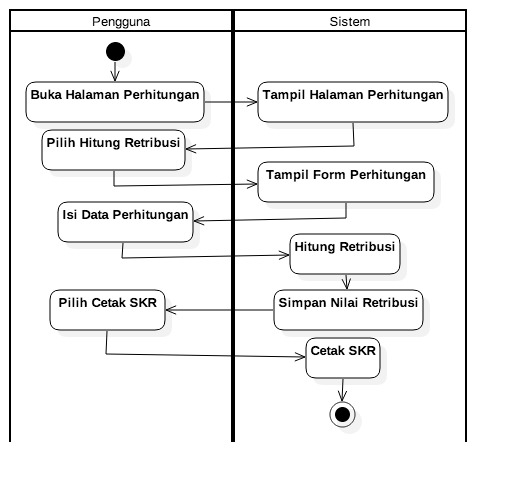 Pengguna
Sistem
Buka Halaman Perhitungan
Tampil Halaman Perhitungan
Pilih Hitung Retribusi
Tampil Form Perhitungan
Isi Data Perhitungan
Hitung Retribusi
Simpan Nilai Retribusi
Pilih Cetak SKR
Cetak SKR